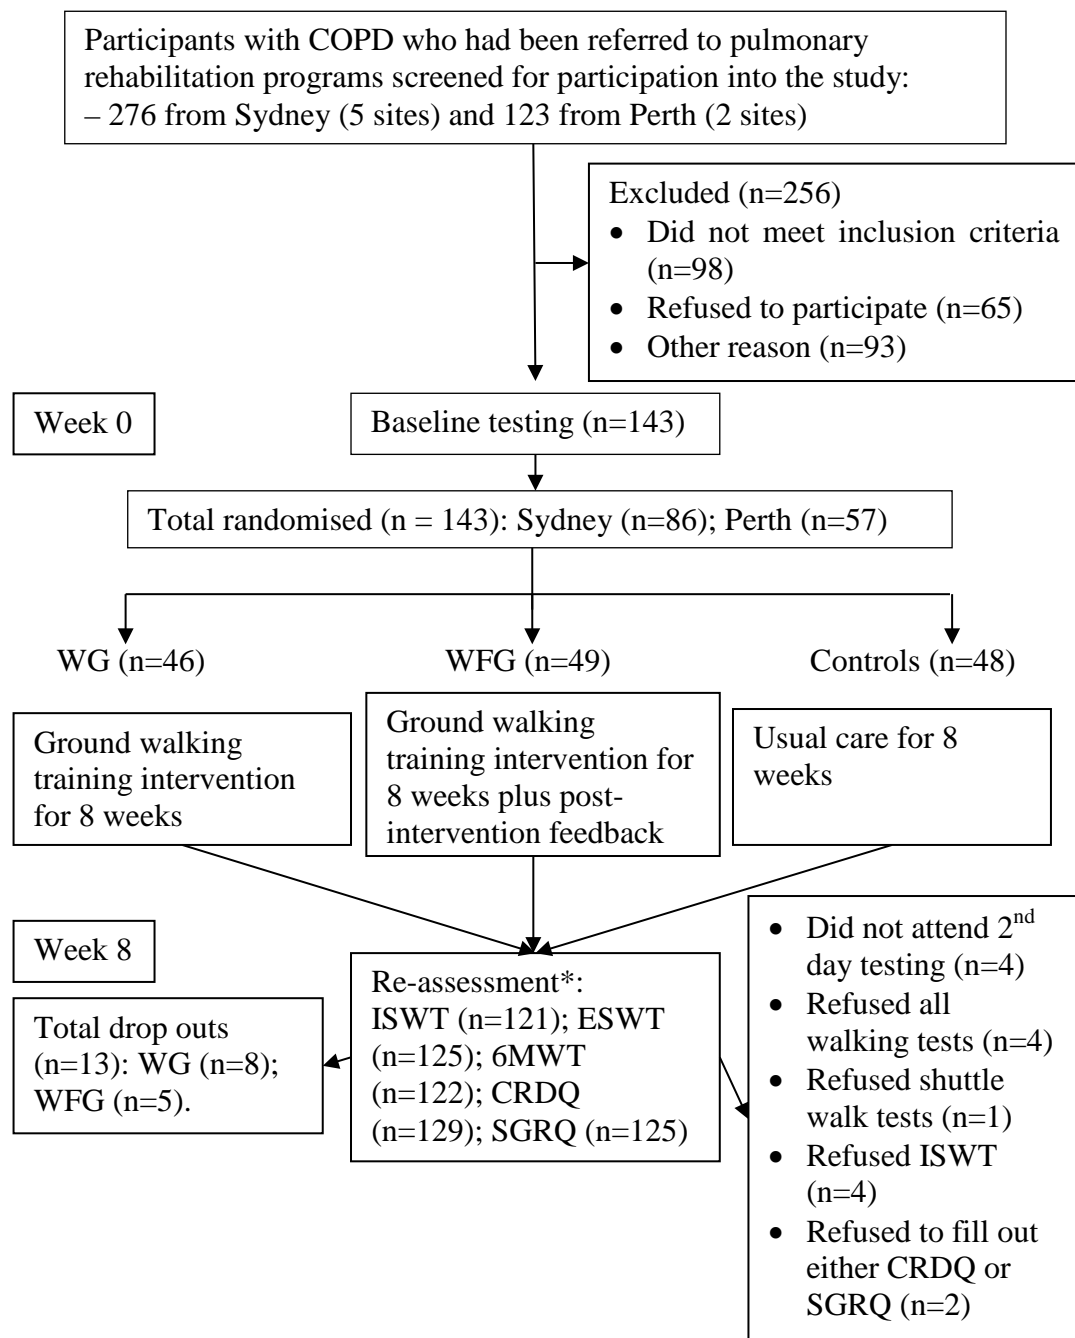 Participants with COPD who had been referred to pulmonary
rehabilitation programs screened for participation into the study:
– 276 from Sydney (5 sites) and 123 from Perth (2 sites)
Excluded (n=256)
• Did not meet inclusion criteria
(n=98)
• Refused to participate (n=65)
• Other reason (n=93)
Week 0
Baseline testing (n=143)
Total randomised (n = 143): Sydney (n=86); Perth (n=57)
WG (n=46)
WFG (n=49)
Controls (n=48)
Ground walking
training intervention
for 8 weeks
Ground walking
training intervention for
8 weeks plus post-
intervention feedback
Usual care for 8
weeks
Week 8
Total drop outs
(n=13): WG (n=8);
WFG (n=5).
Re-assessment*:
ISWT (n=121); ESWT
(n=125); 6MWT
(n=122); CRDQ
(n=129); SGRQ (n=125)
• Did not attend 2nd
day testing (n=4)
• Refused all
walking tests (n=4)
• Refused shuttle
walk tests (n=1)
• Refused ISWT
(n=4)
• Refused to fill out
either CRDQ or
SGRQ (n=2)